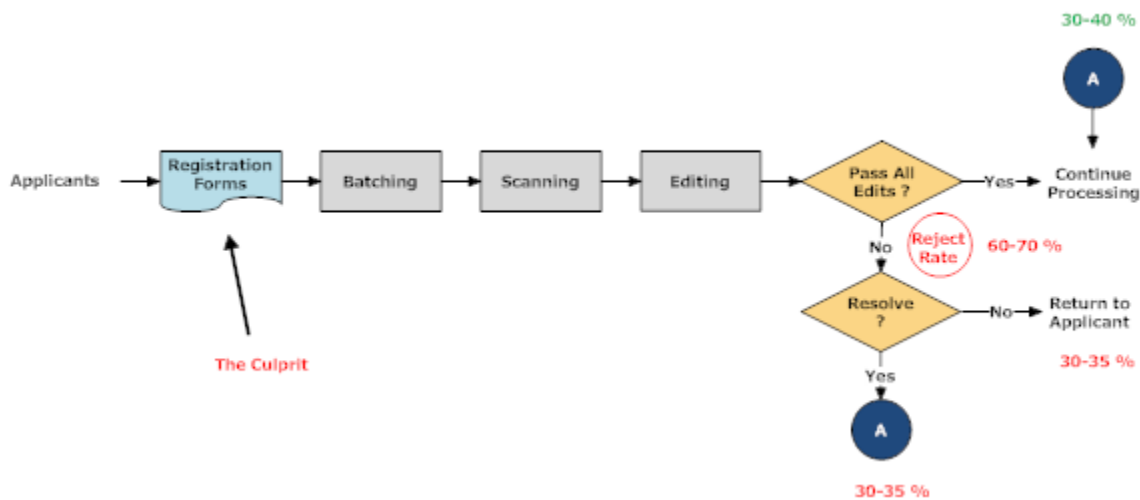 30-40 %
A
Applicants
Registration
Forms
Batching
Scanning
Editing
Pass All
Edits ?
Yes
Continue
Processing
No
Reject
Rate
60-70 %
Resolve
?
No
Return to
Applicant
30-35 %
The Culprit
Yes
A
30-35 %